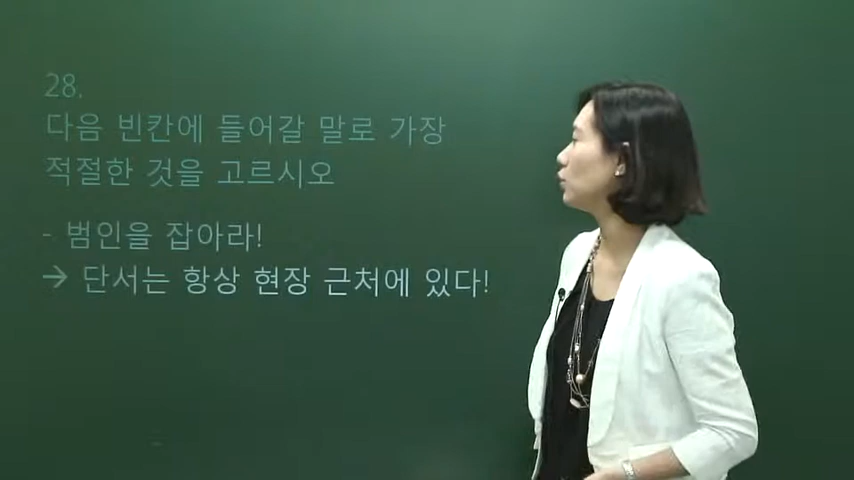 28.
다음 빈칸에 들어갈 말로 가장
적절한 것을 고르시오
- 범인을 잡아라!
→ 단서는 항상 현장 근처에 있다!